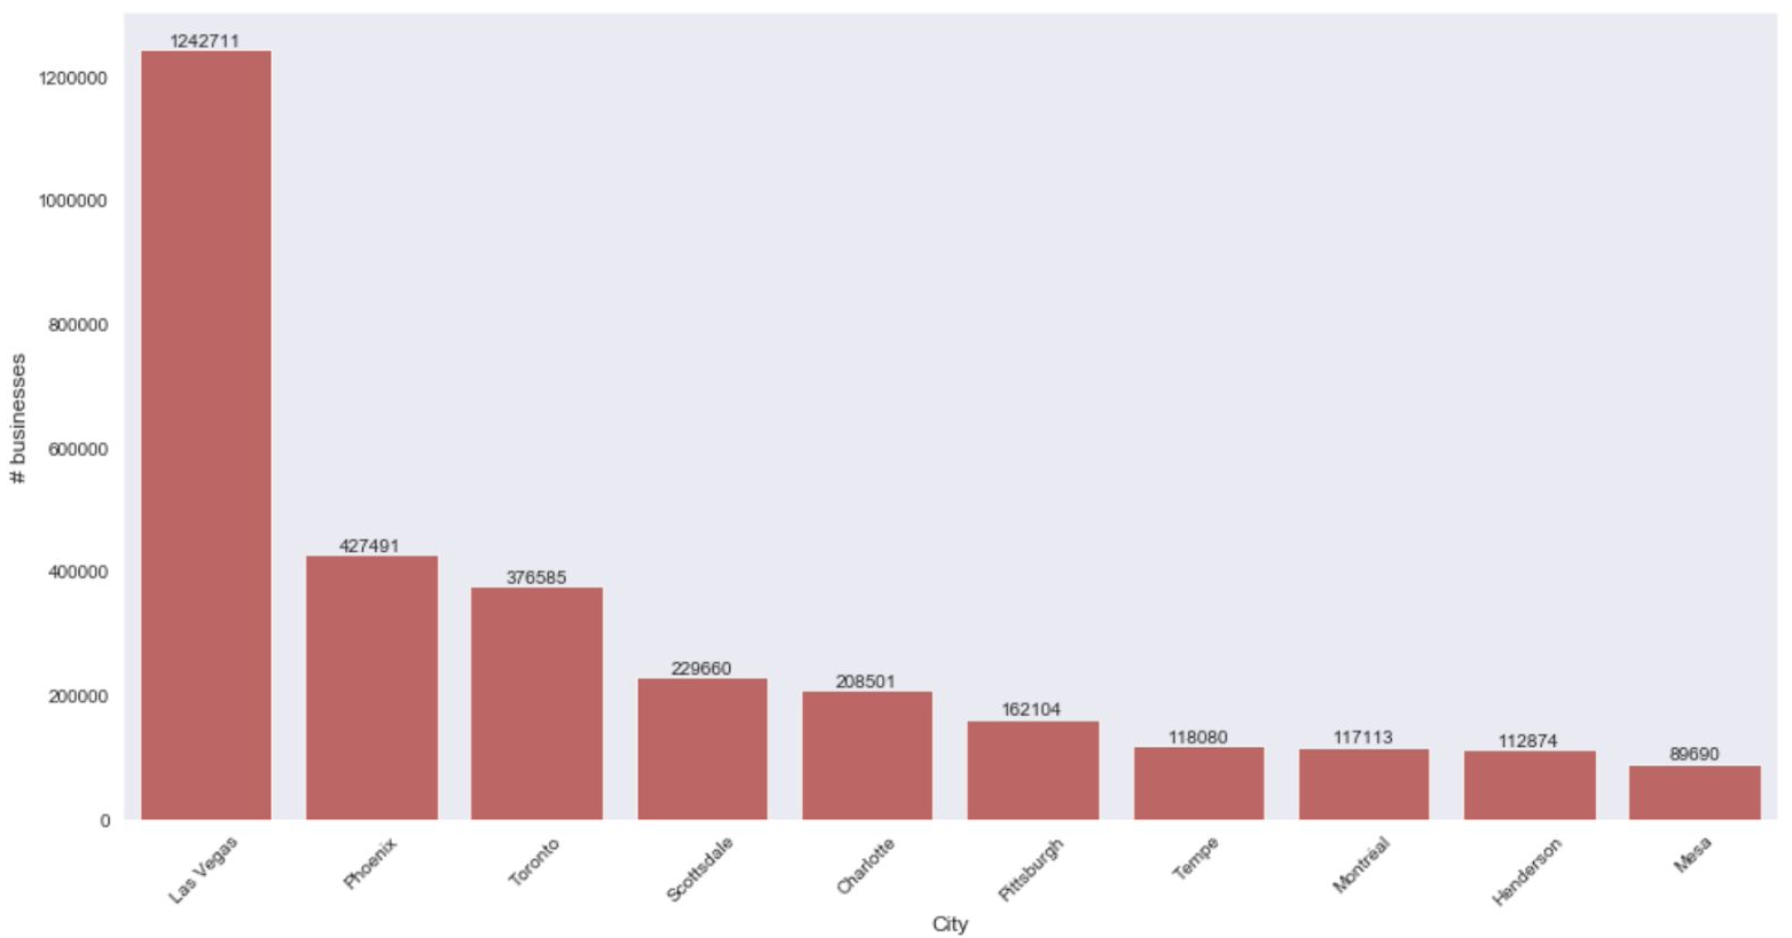 1242711
1200000
1000000
800000
600000
427491
400000
376585
229660
208501
200000
162104
118080
117113
112874
89690
0
# businesses
Las Vegas
Phoenix
Toronto
Scottsdale
Charlotte
Pittsburgh
Tempe
Montréal
Henderson
Mesa
City